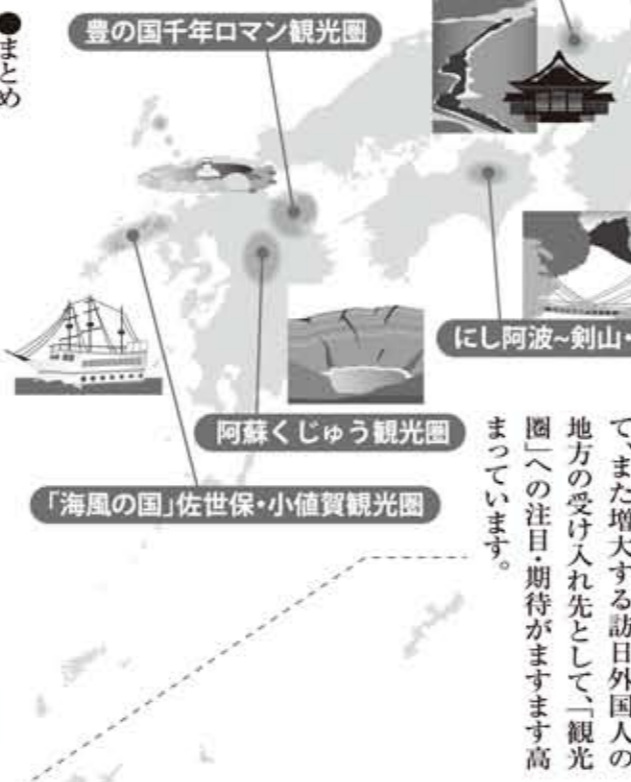 ●まとめ
豊の国千年ロマン観光圏
にし阿波~剣山・
阿蘇くじゅう観光圏
「海風の国」佐世保・小値賀観光圏
て、また増大する訪日外国人の
地方の受け入れ先として、「観光
圏」への注目・期待がますます高
まっています。